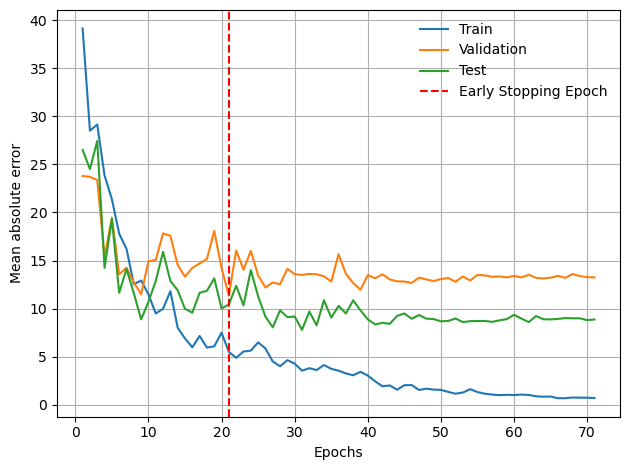 40
35
30
25
20
15
10
5
0
Mean absolute error
Train
Validation
Test
Early Stopping Epoch
0 10 20 30 40 50 60 70
Epochs